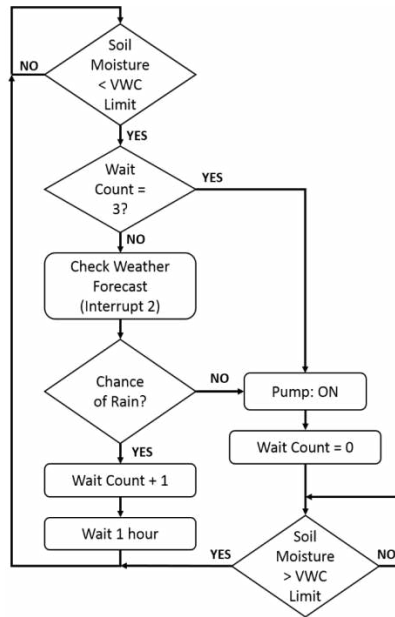 Soil
Moisture
< VWC
Limit
NO
YES
Wait
Count =
3?
YES
NO
Check Weather
Forecast
(Interrupt 2)
Chance
of Rain?
NO
Pump: ON
YES
Wait Count = 0
Wait Count + 1
Wait 1 hour
YES
Soil
Moisture
> VWC
Limit
NO